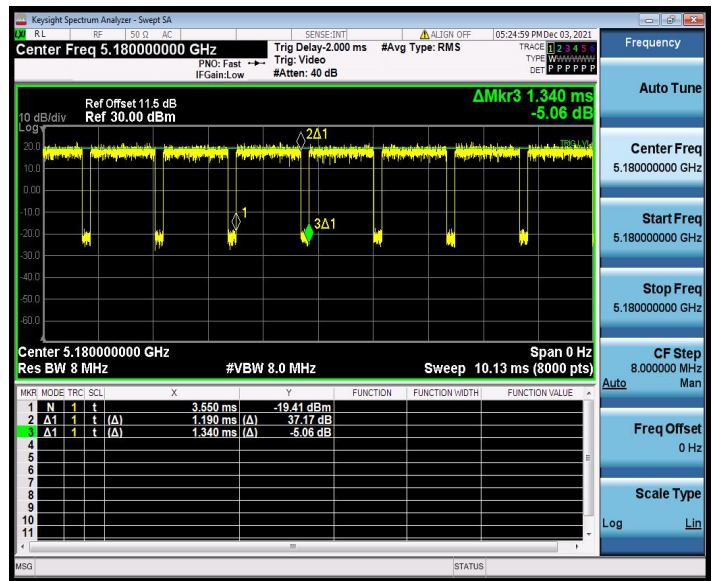 Keysight Spectrum Analyzer - Swept SA
LXI RL RF 50 Ω AC SENSE:INT ALIGN OFF 05:24:59 PM Dec 03, 2021
Center Freq 5.180000000 GHz Trig Delay-2.000 ms #Avg Type: RMS TRACE 1 2 3 4 5 6
PNO: Fast Trig: Video TYPE WWWWWW
IFGain:Low #Atten: 40 dB DET P P P P P P
ΔMkr3 1.340 ms
Ref Offset 11.5 dB
10 dB/div Ref 30.00 dBm -5.06 dB
Log
20.0
10.0
0.00
-10.0
-20.0
-30.0
-40.0
-50.0
-60.0
2Δ1
TRIG LVL
1
3Δ1
Center 5.180000000 GHz Span 0 Hz
Res BW 8 MHz #VBW 8.0 MHz Sweep 10.13 ms (8000 pts)
MKR MODE TRC SCL X Y FUNCTION FUNCTION WIDTH FUNCTION VALUE
1 N 1 t 3.550 ms -19.41 dBm
2 Δ1 1 t (Δ) 1.190 ms (Δ) 37.17 dB
3 Δ1 1 t (Δ) 1.340 ms (Δ) -5.06 dB
4
5
6
7
8
9
10
11
MSG STATUS
Frequency
Auto Tune
Center Freq
5.180000000 GHz
Start Freq
5.180000000 GHz
Stop Freq
5.180000000 GHz
CF Step
8.000000 MHz
Auto Man
Freq Offset
0 Hz
Scale Type
Log Lin